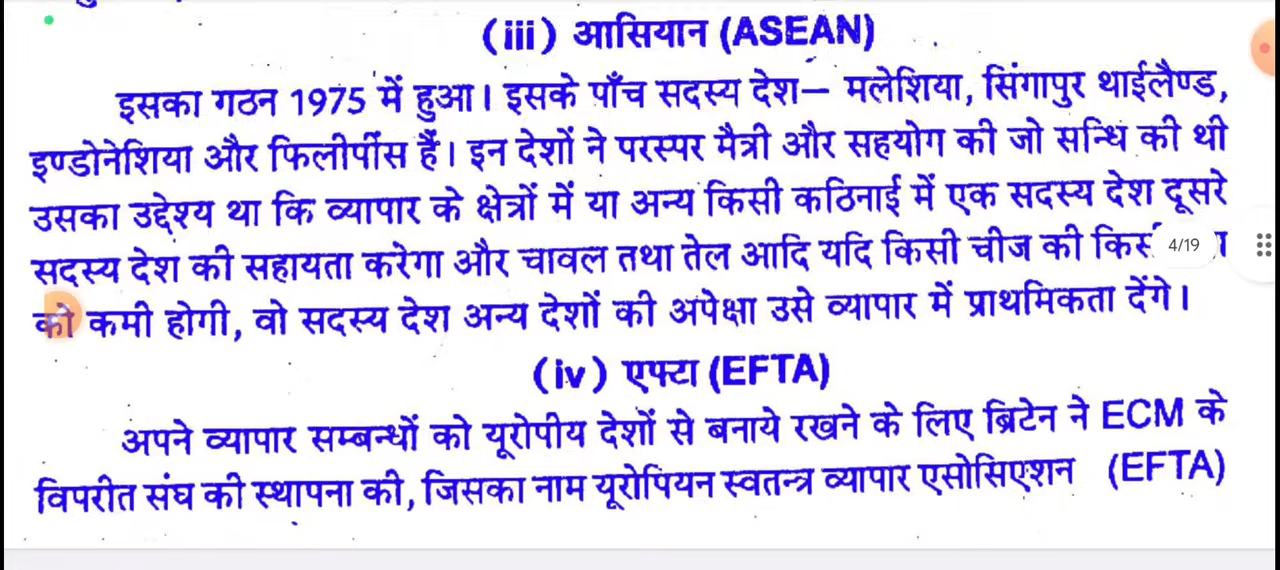 (iii) आसियान (ASEAN)
इसका गठन 1975 में हुआ। इसके पाँच सदस्य देश– मलेशिया, सिंगापुर थाईलैण्ड,
इण्डोनेशिया और फिलीपींस हैं। इन देशों ने परस्पर मैत्री और सहयोग की जो सन्धि की थी
उसका उद्देश्य था कि व्यापार के क्षेत्रों में या अन्य किसी कठिनाई में एक सदस्य देश दूसरे
सदस्य देश की सहायता करेगा और चावल तथा तेल आदि यदि किसी चीज की
4/19
को कमी होगी, वो सदस्य देश अन्य देशों की अपेक्षा उसे व्यापार में प्राथमिकता देंगे।
(iv) एफ्टा (EFTA)
अपने व्यापार सम्बन्धों को यूरोपीय देशों से बनाये रखने के लिए ब्रिटेन ने ECM के
विपरीत संघ की स्थापना की, जिसका नाम यूरोपियन स्वतन्त्र व्यापार एसोसिएशन (EFTA)